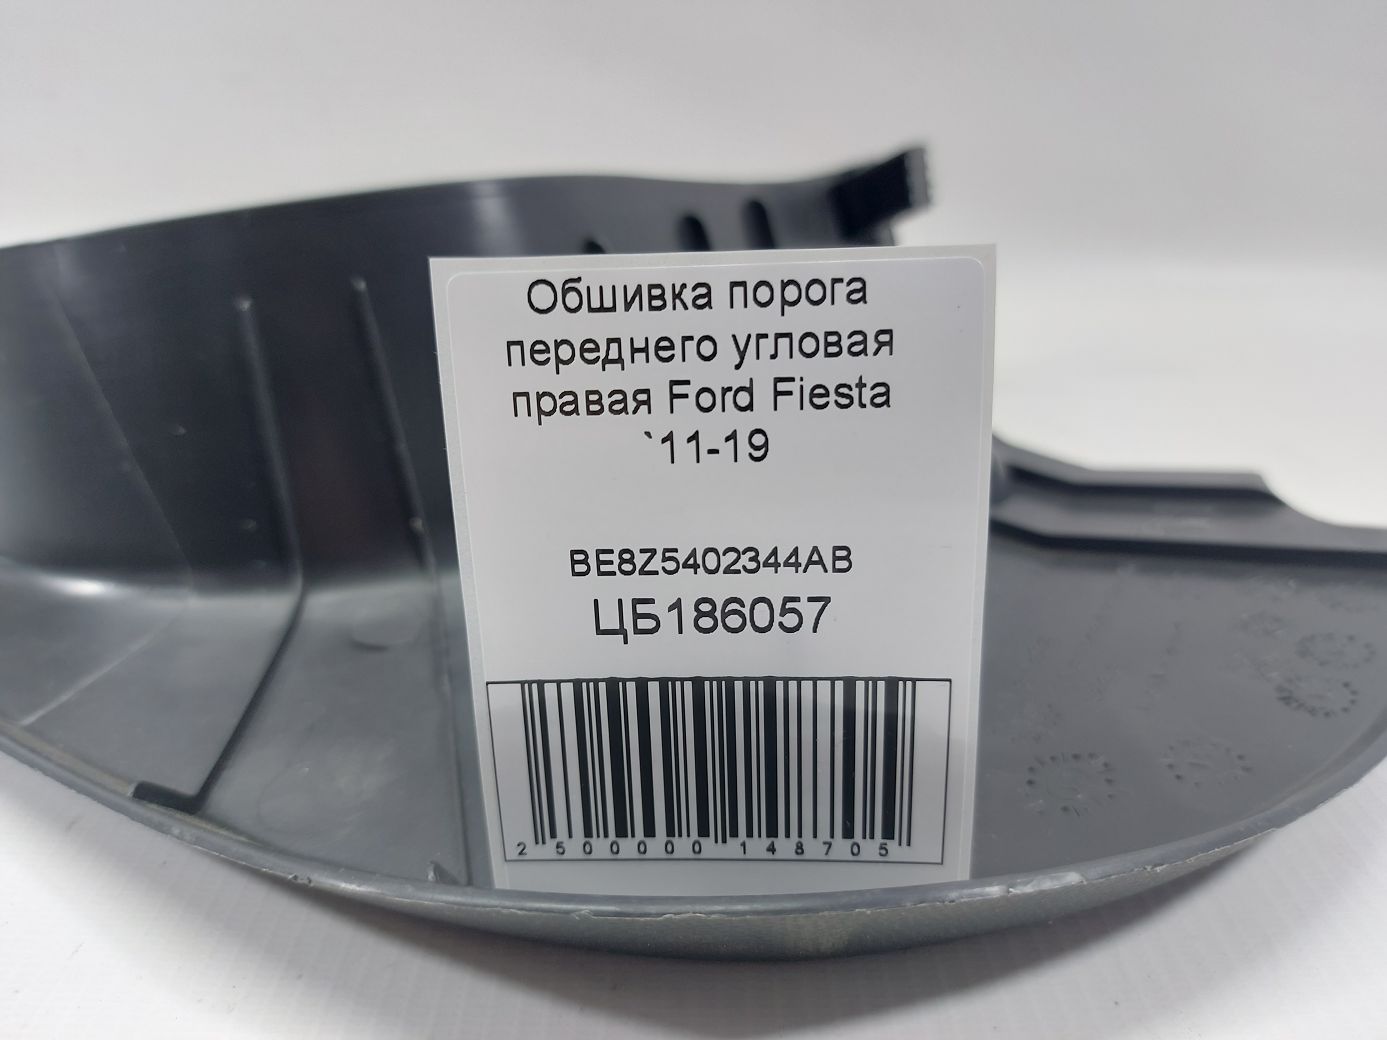 Обшивка порога
переднего угловая
правая Ford Fiesta
`11-19
BE8Z5402344AB
ЦБ186057
2 500000 148705